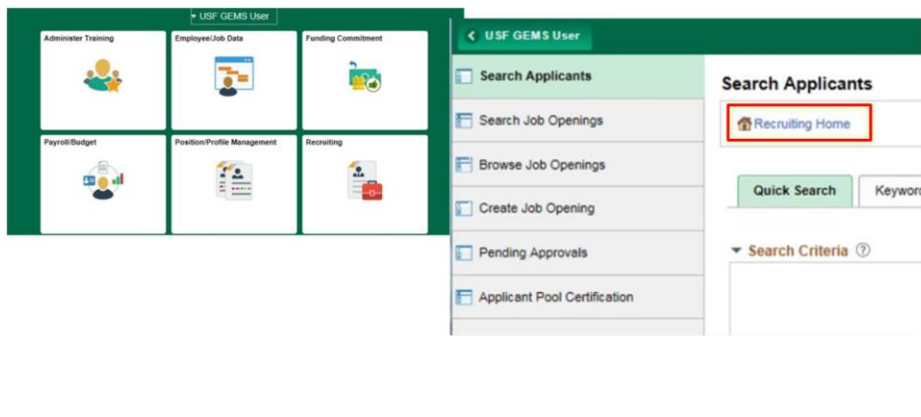 USF GEMS User
Administer Training
Employee/Job Data
Funding Commitment
Payroll/Budget
Position/Profile Management
Recruiting
USF GEMS User
Search Applicants
Search Job Openings
Browse Job Openings
Create Job Opening
Pending Approvals
Applicant Pool Certification
Search Applicants
Recruiting Home
Quick Search
Keyword
Search Criteria